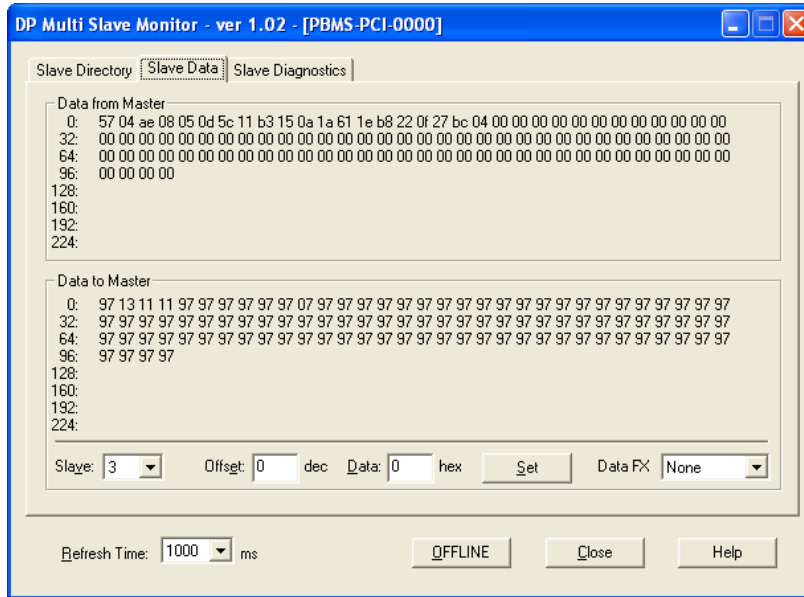 DP Multi Slave Monitor - ver 1.02 - [PBMS-PCI-0000]
Slave Directory Slave Data Slave Diagnostics
Data from Master
0: 57 04 ae 08 05 0d 5c 11 b3 15 0a 1a 61 1e b8 22 0f 27 bc 04 00 00 00 00 00 00 00 00 00 00 00 00
32: 00 00 00 00 00 00 00 00 00 00 00 00 00 00 00 00 00 00 00 00 00 00 00 00 00 00 00 00 00 00 00 00
64: 00 00 00 00 00 00 00 00 00 00 00 00 00 00 00 00 00 00 00 00 00 00 00 00 00 00 00 00 00 00 00 00
96: 00 00 00 00
128:
160:
192:
224:
Data to Master
0: 97 13 11 11 97 97 97 97 97 97 07 97 97 97 97 97 97 97 97 97 97 97 97 97 97 97 97 97 97 97 97 97
32: 97 97 97 97 97 97 97 97 97 97 97 97 97 97 97 97 97 97 97 97 97 97 97 97 97 97 97 97 97 97 97 97
64: 97 97 97 97 97 97 97 97 97 97 97 97 97 97 97 97 97 97 97 97 97 97 97 97 97 97 97 97 97 97 97 97
96: 97 97 97 97
128:
160:
192:
224:
Slave: 3 Offset: 0 dec Data: 0 hex Set Data FX None
Refresh Time: 1000 ms OFFLINE Close Help